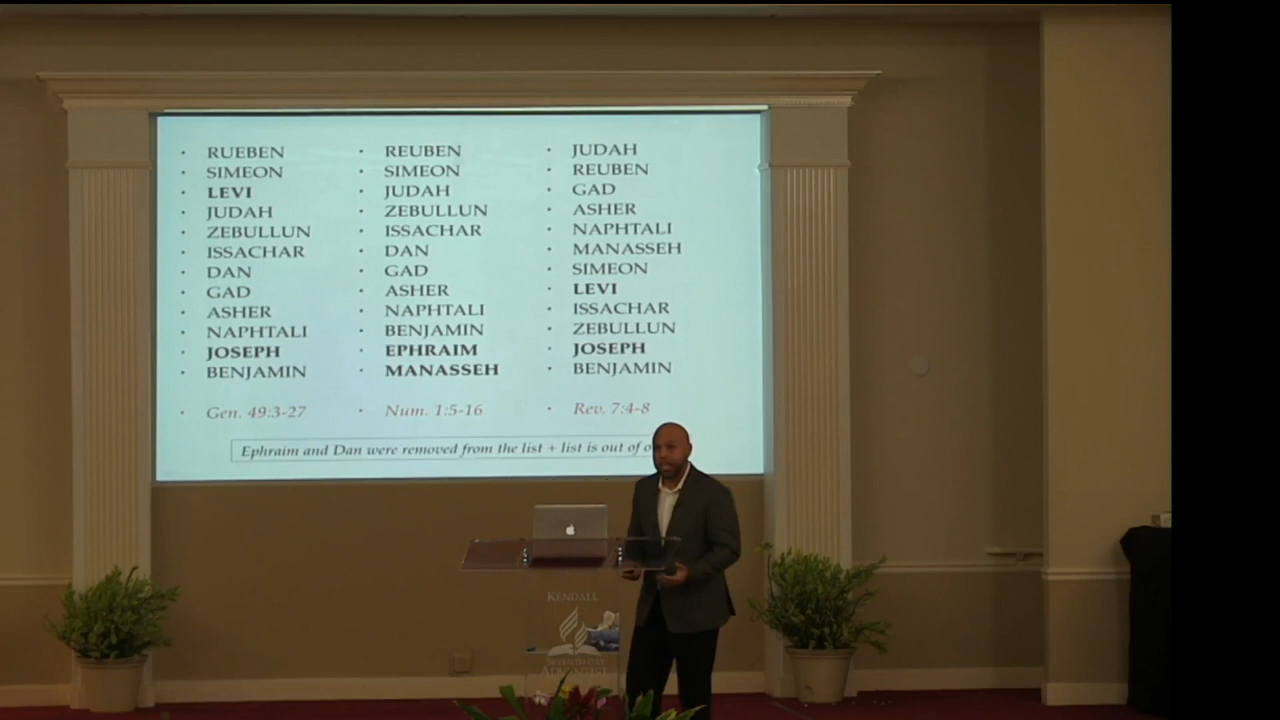 • RUEBEN
• SIMEON
• LEVI
• JUDAH
• ZEBULLUN
• ISSACHAR
• DAN
• GAD
• ASHER
• NAPHTALI
• JOSEPH
• BENJAMIN
• Gen. 49:3-27
• REUBEN
• SIMEON
• JUDAH
• ZEBULLUN
• ISSACHAR
• DAN
• GAD
• ASHER
• NAPHTALI
• BENJAMIN
• EPHRAIM
• MANASSEH
• Num. 1:5-16
• JUDAH
• REUBEN
• GAD
• ASHER
• NAPHTALI
• MANASSEH
• SIMEON
• LEVI
• ISSACHAR
• ZEBULLUN
• JOSEPH
• BENJAMIN
• Rev. 7:4-8
Ephraim and Dan were removed from the list + list is out of
KENDALL
SEVENTH-DAY
ADVENTIST